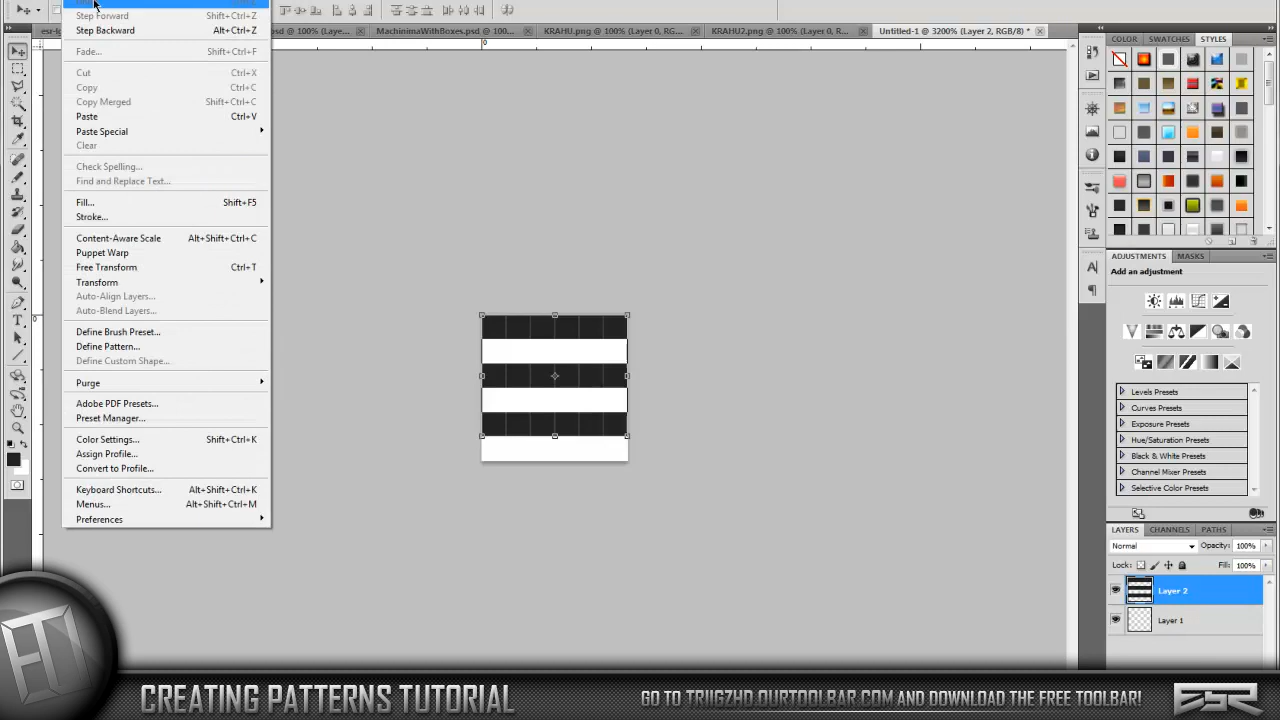 Step Forward Shift+Ctrl+Z
Step Backward Alt+Ctrl+Z
Fade... Shift+Ctrl+F
Cut Ctrl+X
Copy Ctrl+C
Copy Merged Shift+Ctrl+C
Paste Ctrl+V
Paste Special
Clear
Check Spelling...
Find and Replace Text...
Fill... Shift+F5
Stroke...
Content-Aware Scale Alt+Shift+Ctrl+C
Puppet Warp
Free Transform Ctrl+T
Transform
Auto-Align Layers...
Auto-Blend Layers...
Define Brush Preset...
Define Pattern...
Define Custom Shape...
Purge
Adobe PDF Presets...
Preset Manager...
Color Settings... Shift+Ctrl+K
Assign Profile...
Convert to Profile...
Keyboard Shortcuts... Alt+Shift+Ctrl+K
Menus... Alt+Shift+Ctrl+M
Preferences
MachinimaWithBoxes.psd @ 100% (RGB/8)
KRAHU.png @ 100% (Layer 0, RG...
KRAHU2.png @ 100% (Layer 0, RG...
Untitled-1 @ 3200% (Layer 2, RGB/8) *
0
0
COLOR SWATCHES STYLES
ADJUSTMENTS MASKS
Add an adjustment
Levels Presets
Curves Presets
Exposure Presets
Hue/Saturation Presets
Black & White Presets
Channel Mixer Presets
Selective Color Presets
LAYERS CHANNELS PATHS
Normal Opacity: 100%
Lock: Fill: 100%
Layer 2
Layer 1
CREATING PATTERNS TUTORIAL
GO TO TRIIGZHD.OURTOOLBAR.COM AND DOWNLOAD THE FREE TOOLBAR!